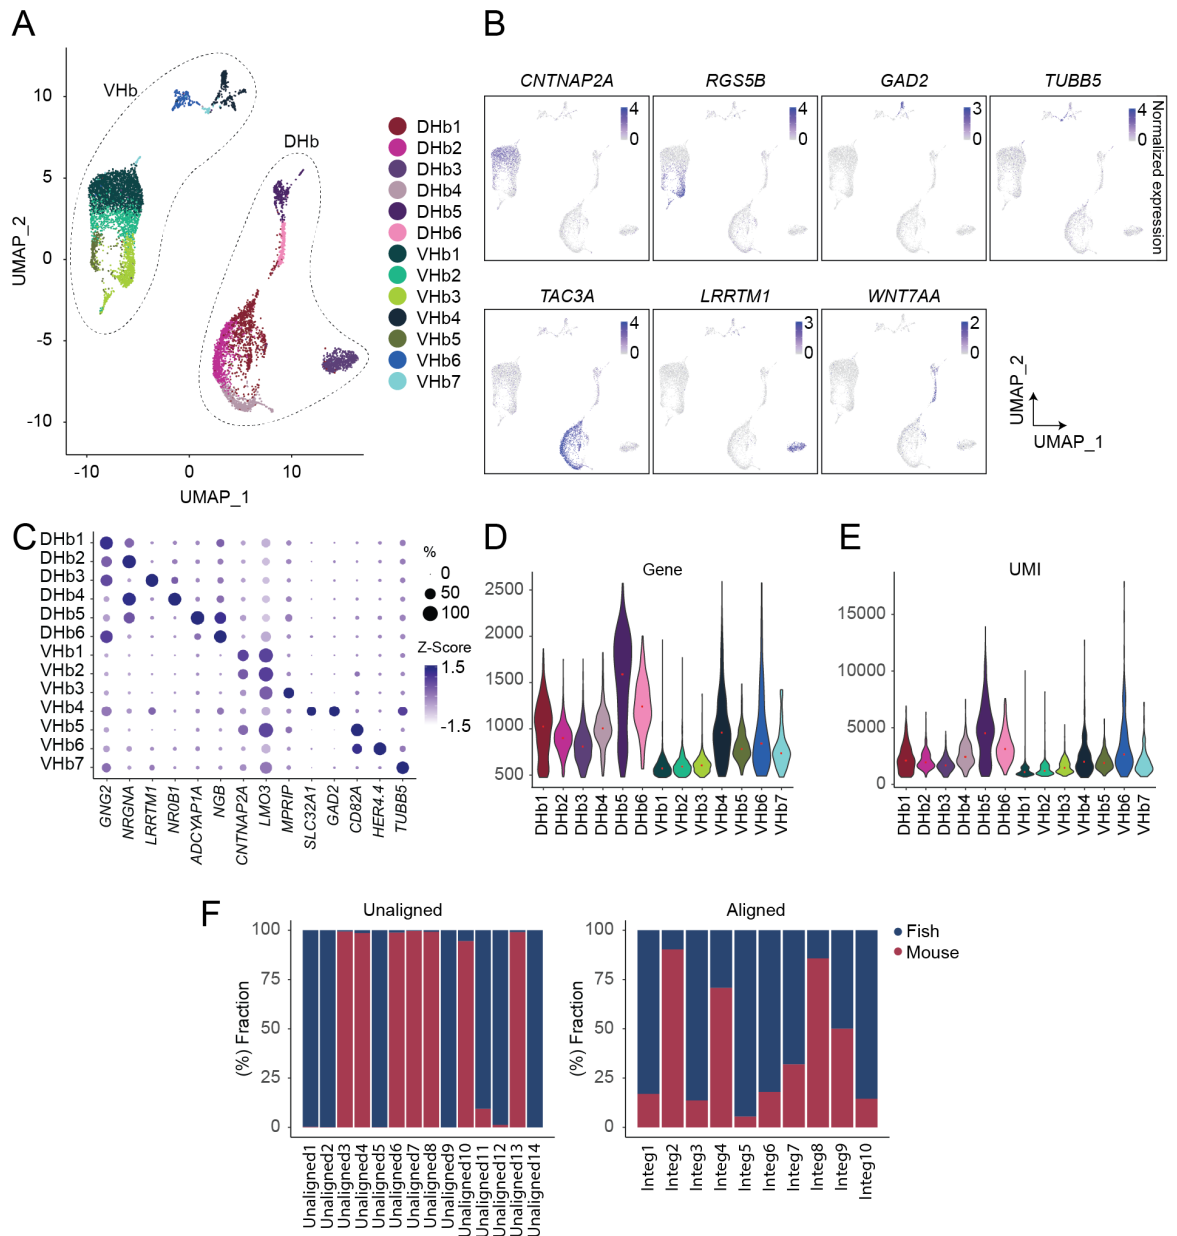 A
UMAP_2
10
5
0
-5
-10
-10
0
10
UMAP_1
VHb
DHb
DHb1
DHb2
DHb3
DHb4
DHb5
DHb6
VHb1
VHb2
VHb3
VHb4
VHb5
VHb6
VHb7
B
CNTNAP2A
4
0
RGS5B
4
0
GAD2
3
0
TUBB5
4
0
Normalized expression
TAC3A
4
0
LRRTM1
3
0
WNT7AA
2
0
UMAP_2
UMAP_1
C
DHb1
DHb2
DHb3
DHb4
DHb5
DHb6
VHb1
VHb2
VHb3
VHb4
VHb5
VHb6
VHb7
GNG2
NRGNA
LRRTM1
NR0B1
ADCYAP1A
NGB
CNTNAP2A
LMO3
MPRIP
SLC32A1
GAD2
CD82A
HER4.4
TUBB5
%
0
50
100
Z-Score
1.5
-1.5
D
Gene
2500
2000
1500
1000
500
DHb1
DHb2
DHb3
DHb4
DHb5
DHb6
VHb1
VHb2
VHb3
VHb4
VHb5
VHb6
VHb7
E
UMI
15000
10000
5000
0
DHb1
DHb2
DHb3
DHb4
DHb5
DHb6
VHb1
VHb2
VHb3
VHb4
VHb5
VHb6
VHb7
F
Unaligned
(%) Fraction
100
75
50
25
0
Unaligned1
Unaligned2
Unaligned3
Unaligned4
Unaligned5
Unaligned6
Unaligned7
Unaligned8
Unaligned9
Unaligned10
Unaligned11
Unaligned12
Unaligned13
Unaligned14
Aligned
(%) Fraction
100
75
50
25
0
Integ1
Integ2
Integ3
Integ4
Integ5
Integ6
Integ7
Integ8
Integ9
Integ10
Fish
Mouse